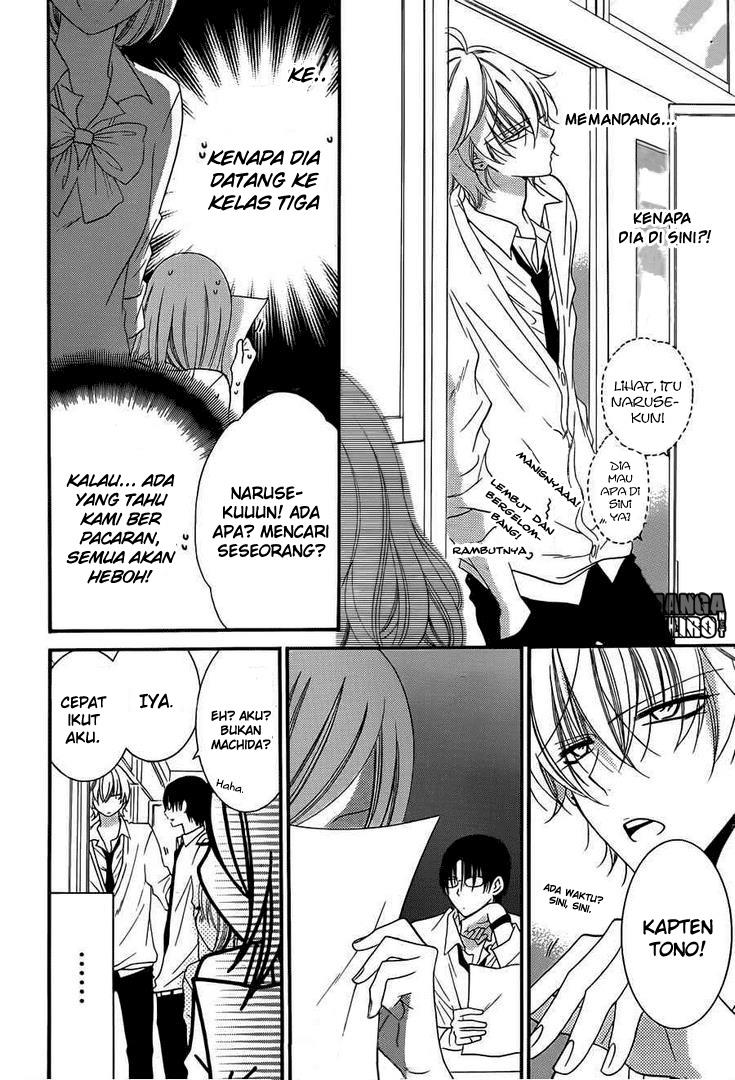 MEMANDANG...
KENAPA
DIA DI SINI?!
LIHAT, ITU
NARUSE-
KUN!
DIA
MAU
APA DI
SINI
YA?
MANISNYAAA!
LEMBUT DAN
BERGELOM-
BANG!
RAMBUTNYA,
KE..
KENAPA DIA
DATANG KE
KELAS TIGA
NARUSE-
KUUUN! ADA
APA? MENCARI
SESEORANG?
KALAU... ADA
YANG TAHU
KAMI BER
PACARAN,
SEMUA AKAN
HEBOH!
KAPTEN
TONO!
ADA WAKTU?
SINI, SINI.
EH? AKU?
BUKAN
MACHIDA?
Haha.
IYA.
CEPAT
IKUT
AKU.
......